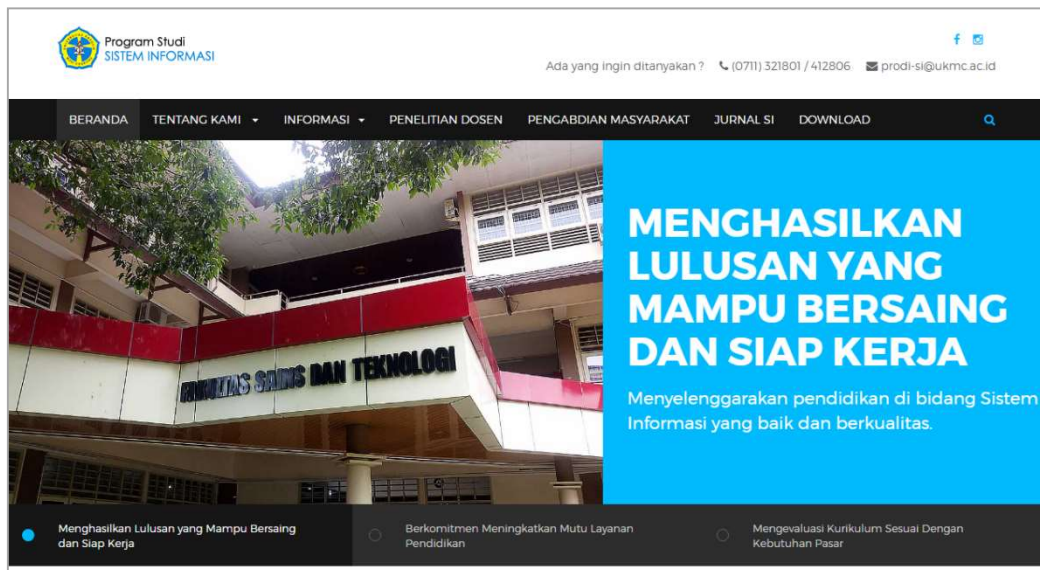 Program Studi
SISTEM INFORMASI
Ada yang ingin ditanyakan ? (0711) 321801 / 412806 prodi-si@ukmc.ac.id
BERANDA TENTANG KAMI INFORMASI PENELITIAN DOSEN PENGABDIAN MASYARAKAT JURNAL SI DOWNLOAD
FAKULTAS SAINS DAN TEKNOLOGI
MENGHASILKAN
LULUSAN YANG
MAMPU BERSAING
DAN SIAP KERJA
Menyelenggarakan pendidikan di bidang Sistem
Informasi yang baik dan berkualitas.
Menghasilkan Lulusan yang Mampu Bersaing
dan Siap Kerja
Berkomitmen Meningkatkan Mutu Layanan
Pendidikan
Mengevaluasi Kurikulum Sesuai Dengan
Kebutuhan Pasar